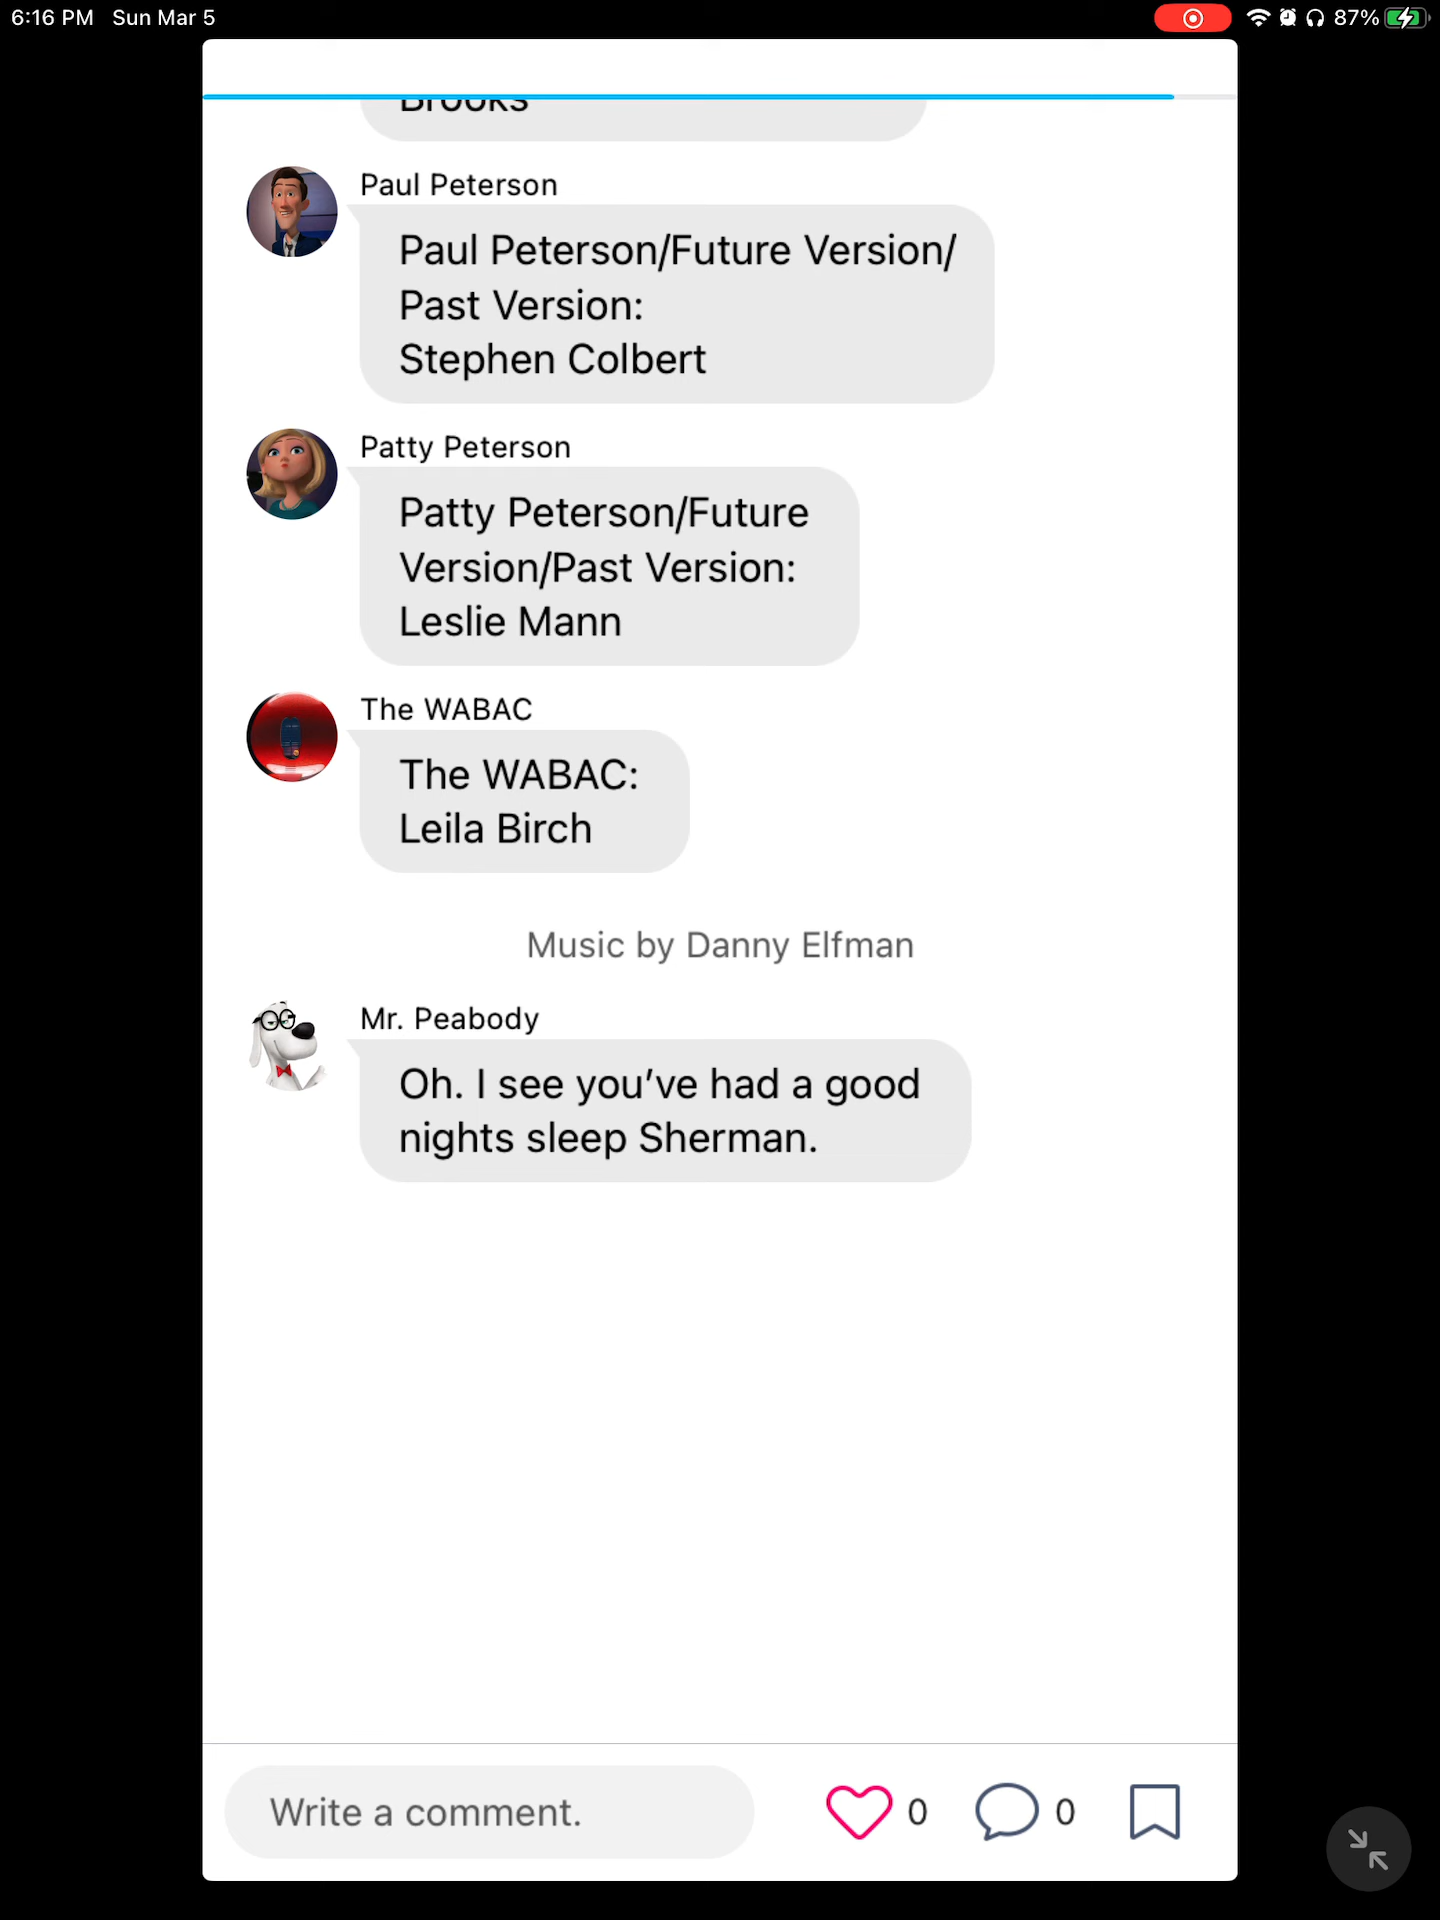 6:16 PM Sun Mar 5
87%
Brooks
Paul Peterson
Paul Peterson/Future Version/
Past Version:
Stephen Colbert
Patty Peterson
Patty Peterson/Future
Version/Past Version:
Leslie Mann
The WABAC
The WABAC:
Leila Birch
Music by Danny Elfman
Mr. Peabody
Oh. I see you’ve had a good
nights sleep Sherman.
Write a comment.
0
0